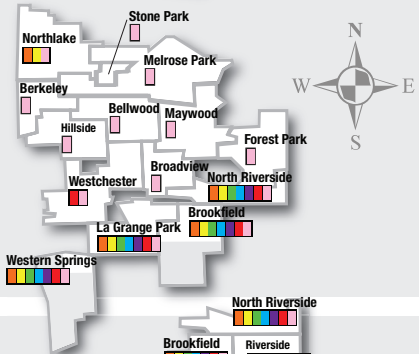 Stone Park
Northlake
Melrose Park
Berkeley
Bellwood
Maywood
Hillside
Forest Park
Broadview
Westchester
North Riverside
Brookfield
La Grange Park
Western Springs
North Riverside
Brookfield
Riverside
N
W
E
S